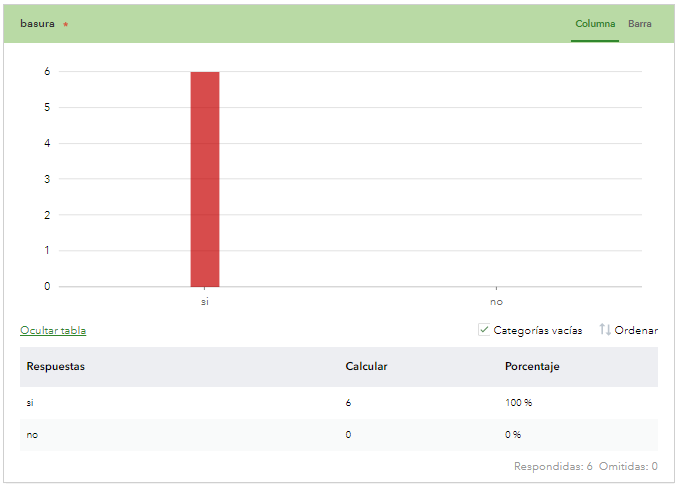 basura *
Columna Barra
6
5
4
3
2
1
0
si no
Ocultar tabla
Categorías vacías Ordenar
Respuestas Calcular Porcentaje
si 6 100 %
no 0 0 %
Respondidas: 6 Omitidas: 0